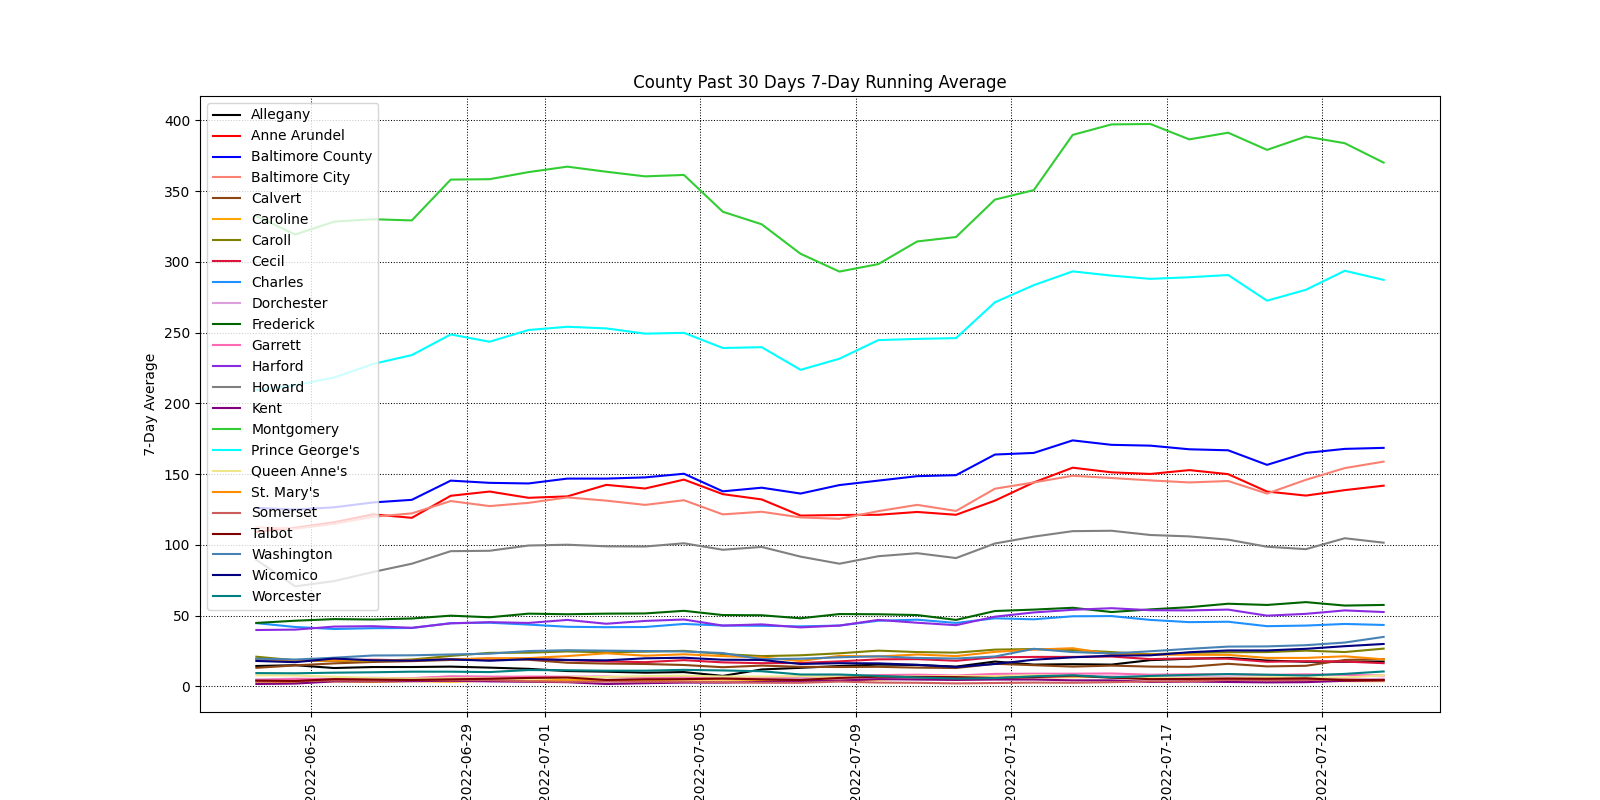 County Past 30 Days 7-Day Running Average
400
350
300
250
200
150
100
50
0
7-Day Average
Allegany
Anne Arundel
Baltimore County
Baltimore City
Calvert
Caroline
Caroll
Cecil
Charles
Dorchester
Frederick
Garrett
Harford
Howard
Kent
Montgomery
Prince George's
Queen Anne's
St. Mary's
Somerset
Talbot
Washington
Wicomico
Worcester
2022-06-25
2022-06-29
2022-07-01
2022-07-05
2022-07-09
2022-07-13
2022-07-17
2022-07-21